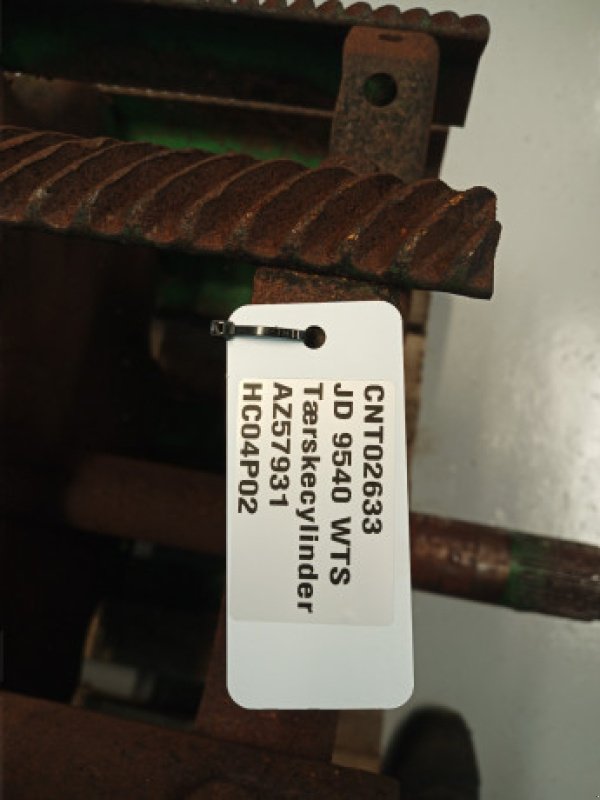 CNT02633
JD 9540 WTS
Tærskecylinder
AZ57931
HC04P02